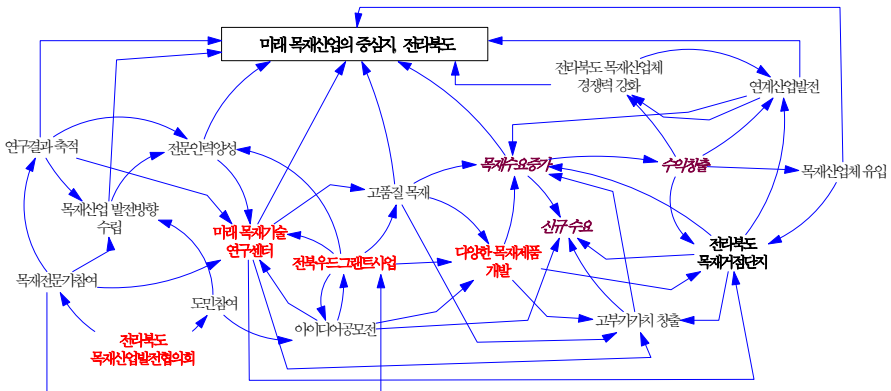 미래 목재산업의 중심지, 전라북도
전라북도 목재산업체
경쟁력 강화
연계산업발전
연구결과 축적
전문인력양성
목재수요증가
수익창출
목재산업체 유입
고품질 목재
목재산업 발전방향
수립
미래 목재기술
연구센터
신규 수요
전북우드그랜트사업
다양한 목재제품
개발
전라북도
목재거점단지
목재전문가참여
도민참여
아이디어공모전
고부가가치 창출
전라북도
목재산업발전협의회